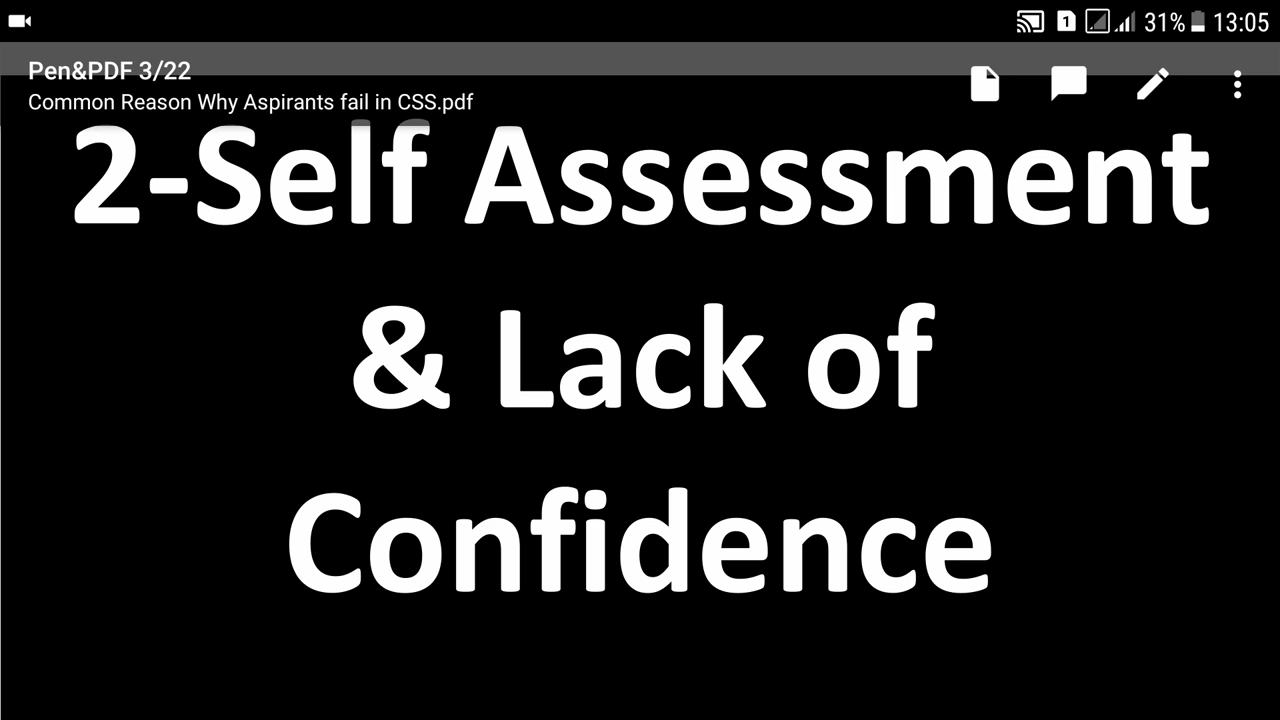 1 31% 13:05
Pen&PDF 3/22
Common Reason Why Aspirants fail in CSS.pdf
2-Self Assessment
& Lack of
Confidence